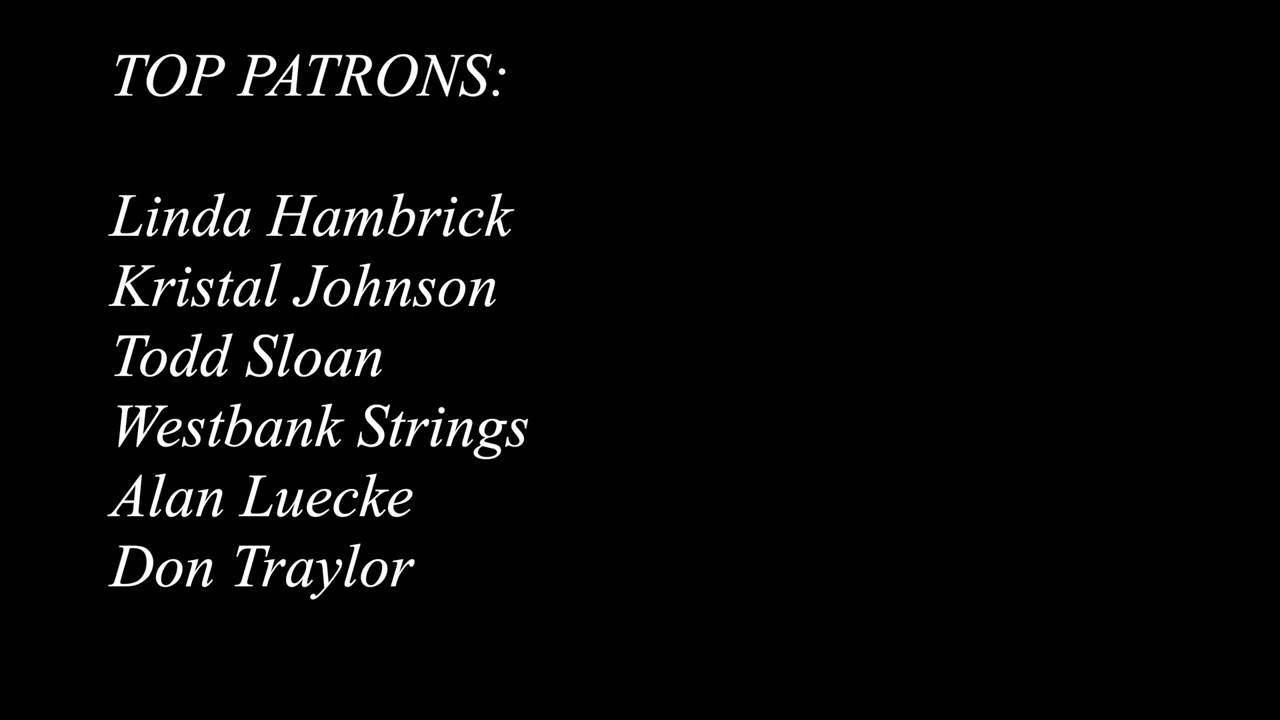 TOP PATRONS:
Linda Hambrick
Kristal Johnson
Todd Sloan
Westbank Strings
Alan Luecke
Don Traylor